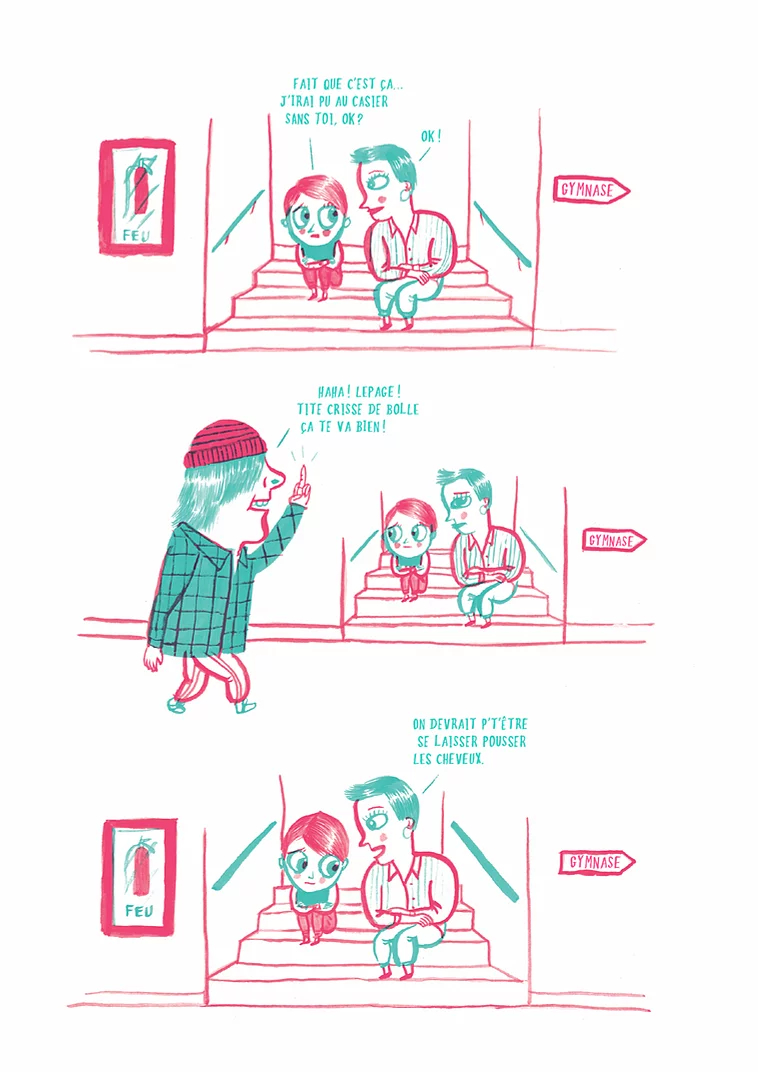 FAIT QUE C'EST ÇA...
J'IRAI PU AU CASIER
SANS TOI, OK?
OK!
GYMNASE
FEU
HAHA! LEPAGE!
TITE CRISSE DE BOLLE
ÇA TE VA BIEN!
GYMNASE
ON DEVRAIT P'T'ÊTRE
SE LAISSER POUSSER
LES CHEVEUX.
GYMNASE
FEU